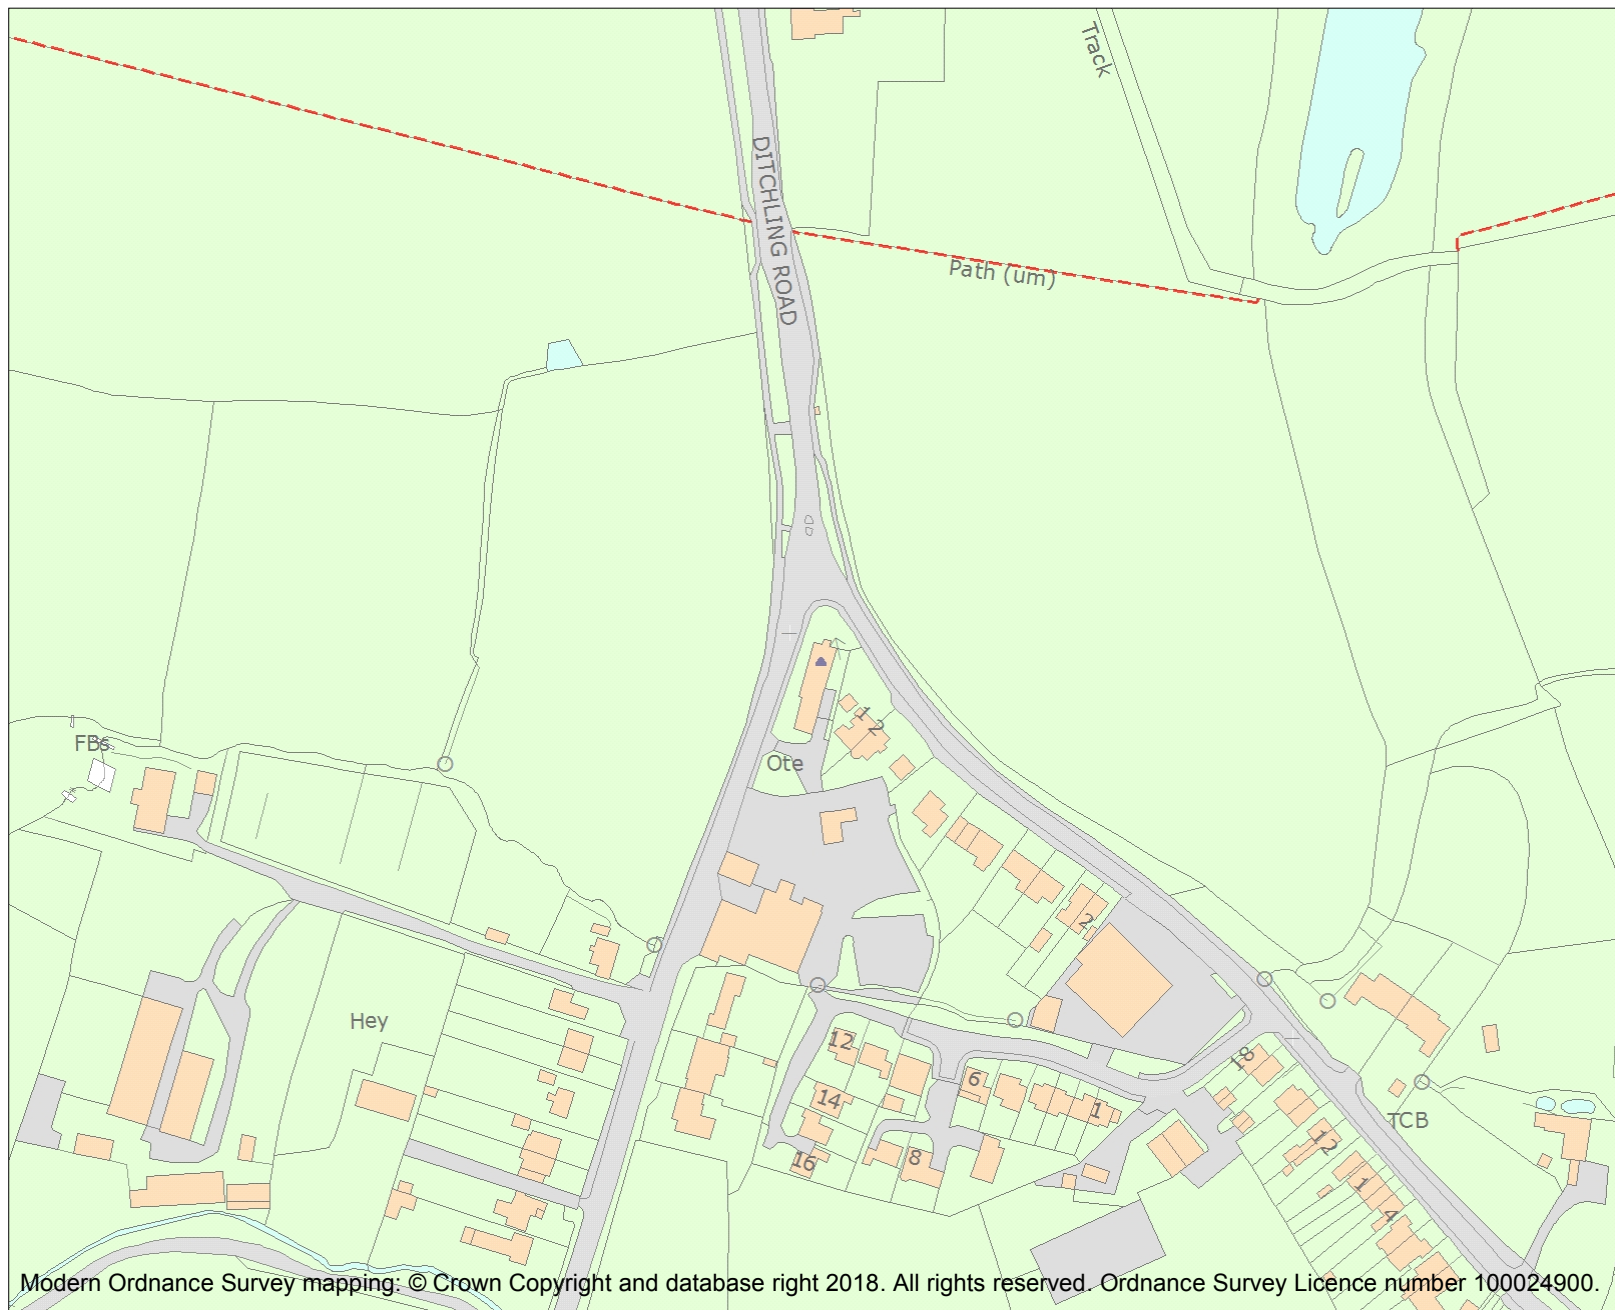 Track
DITCHLING ROAD
Path (um)
FBs
1
2
Ote
2
Hey
12
18
6
14
1
TCB
12
16
8
1
4
Modern Ordnance Survey mapping: © Crown Copyright and database right 2018. All rights reserved. Ordnance Survey Licence number 100024900.